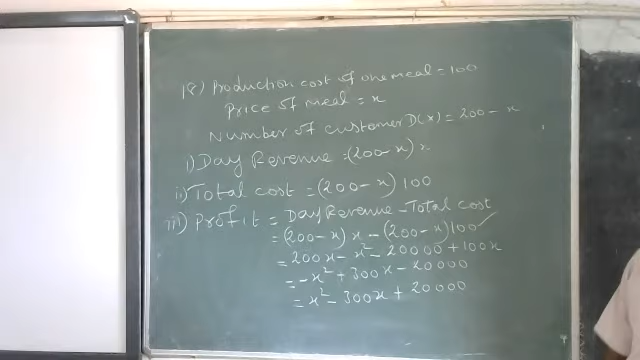 18) Production cost of one meal = 100
Price of meal = x
Number of customer D(x) = 200 - x
i) Day Revenue = (200 - x) x
ii) Total cost = (200 - x) 100
iii) Profit = Day Revenue - Total cost
= (200 - x) x - (200 - x) 100
= 200x - x² - 20000 + 100x
= -x² + 300x - 20000
= x² - 300x + 20000